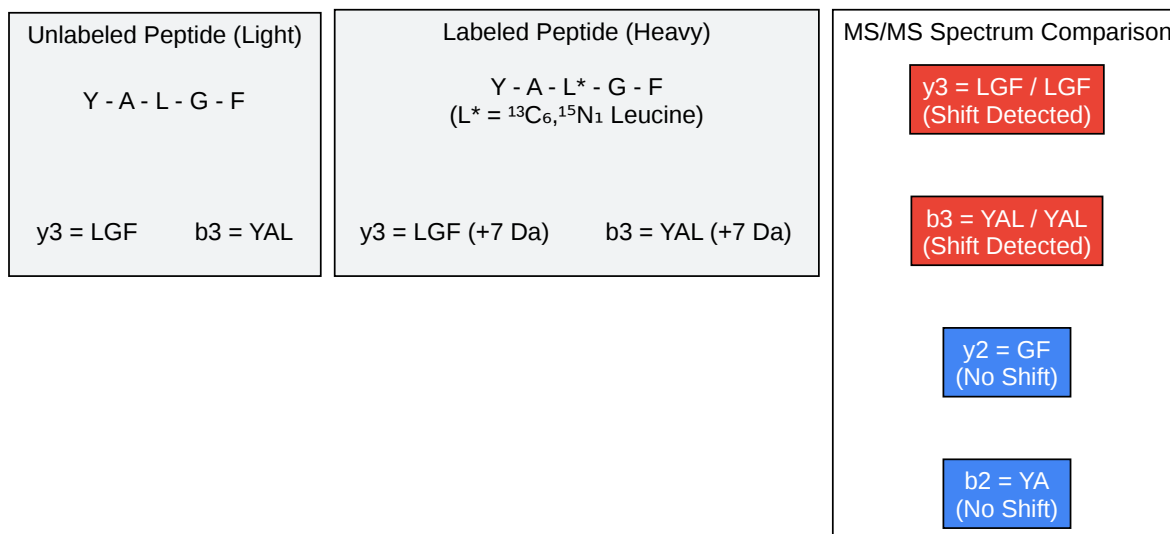 Unlabeled Peptide (Light)
Y - A - L - G - F
y3 = LGF
b3 = YAL
Labeled Peptide (Heavy)
Y - A - L* - G - F
(L* = ¹³C₆,¹⁵N₁ Leucine)
y3 = LGF (+7 Da)
b3 = YAL (+7 Da)
MS/MS Spectrum Comparison
y3 = LGF / LGF
(Shift Detected)
b3 = YAL / YAL
(Shift Detected)
y2 = GF
(No Shift)
b2 = YA
(No Shift)